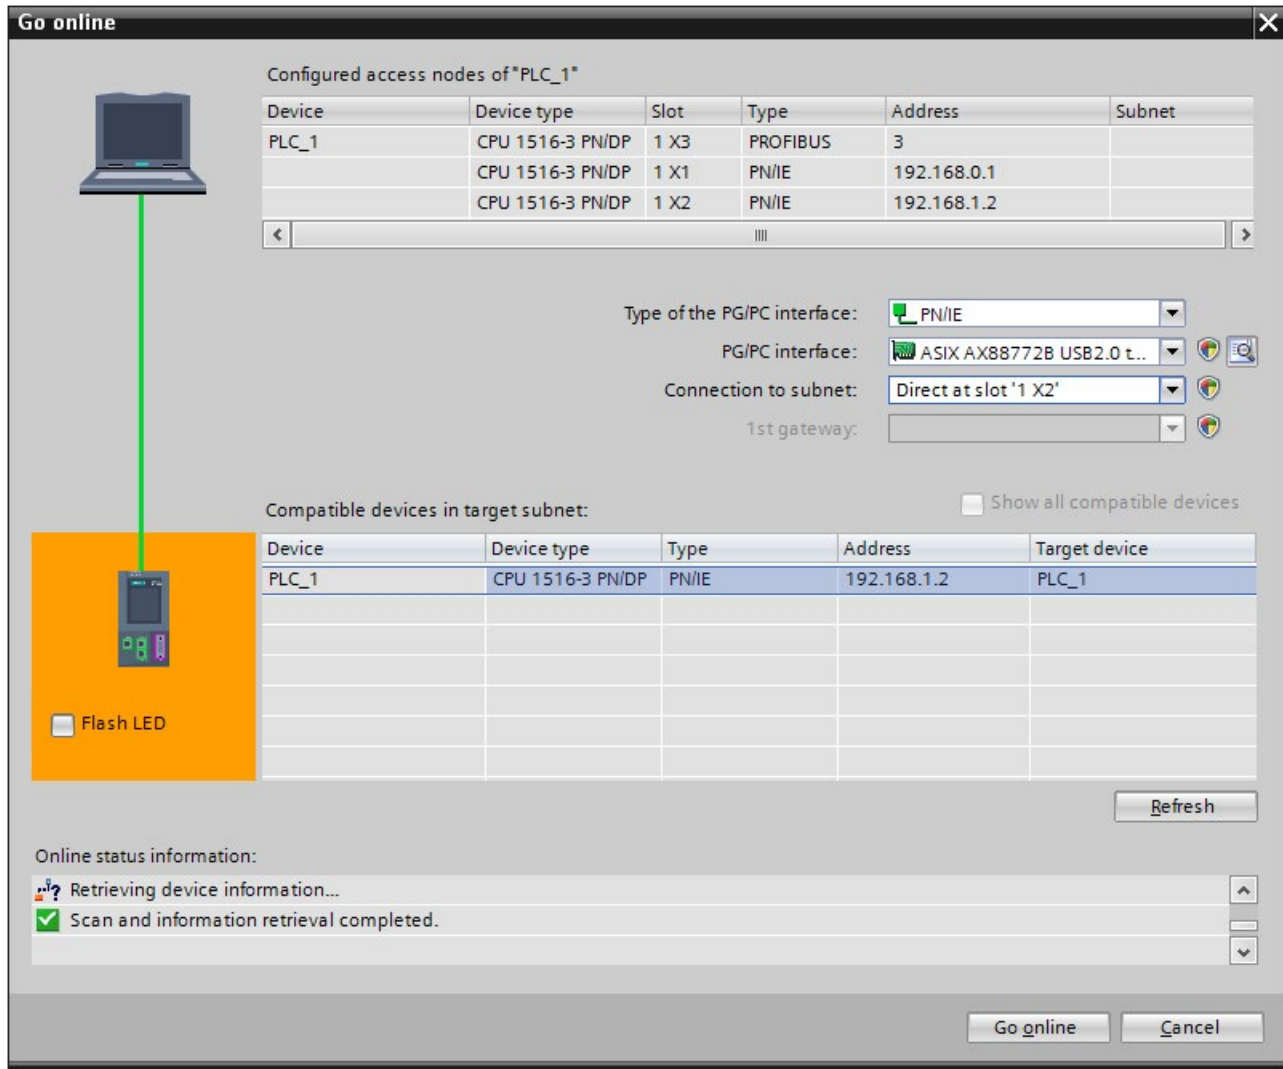 Go online
Configured access nodes of "PLC_1"
Device Device type Slot Type Address Subnet
PLC_1 CPU 1516-3 PN/DP 1 X3 PROFIBUS 3
CPU 1516-3 PN/DP 1 X1 PN/IE 192.168.0.1
CPU 1516-3 PN/DP 1 X2 PN/IE 192.168.1.2
Type of the PG/PC interface: PN/IE
PG/PC interface: ASIX AX88772B USB2.0 t...
Connection to subnet: Direct at slot '1 X2'
1st gateway:
Compatible devices in target subnet: Show all compatible devices
Device Device type Type Address Target device
PLC_1 CPU 1516-3 PN/DP PN/IE 192.168.1.2 PLC_1
Flash LED
Refresh
Online status information:
Retrieving device information...
Scan and information retrieval completed.
Go online Cancel